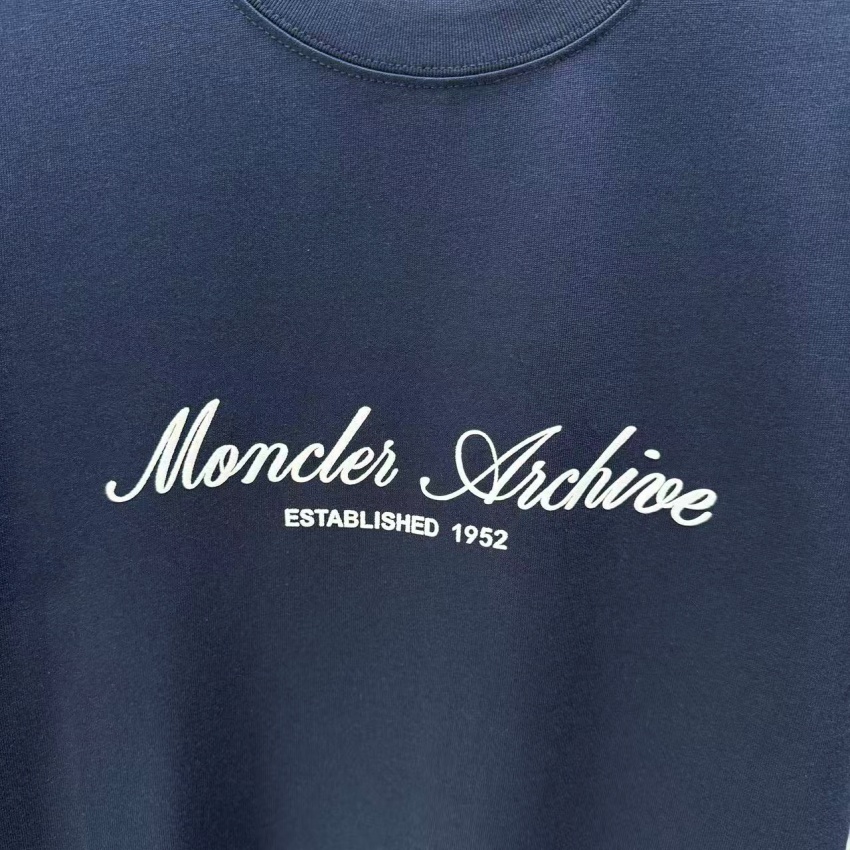 Moncler Archive
ESTABLISHED 1952